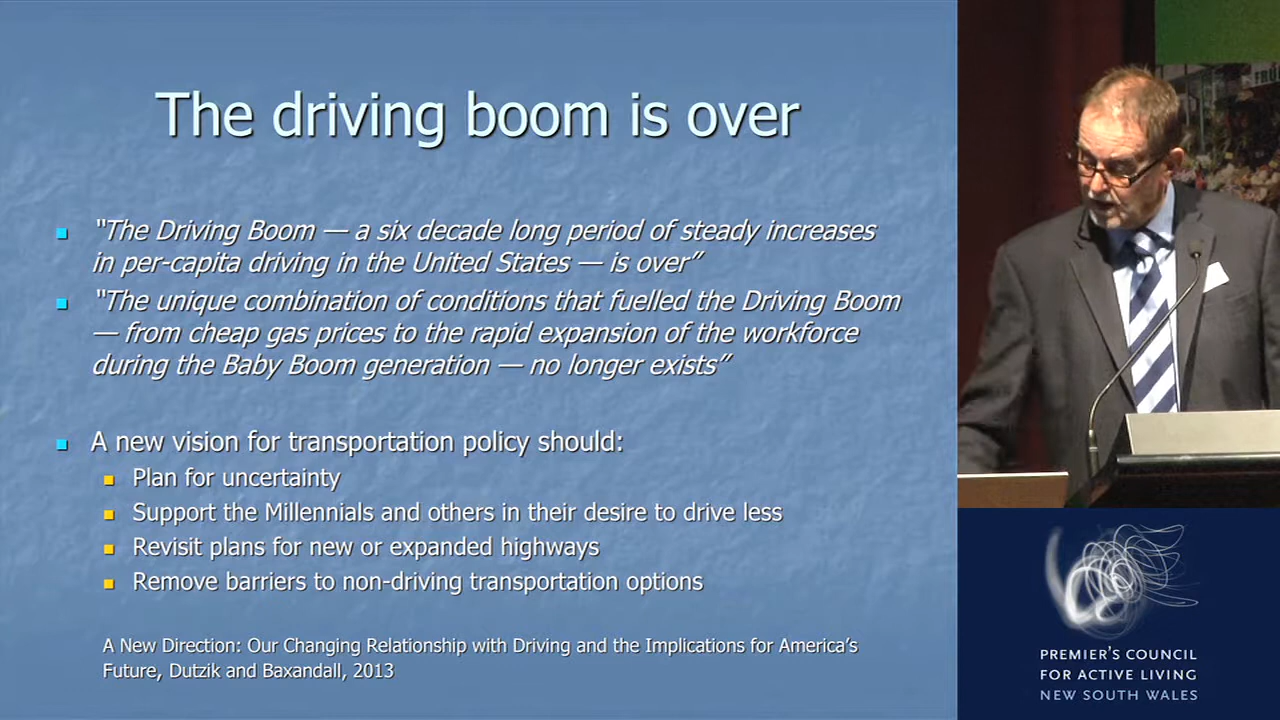 The driving boom is over
“The Driving Boom — a six decade long period of steady increases
in per-capita driving in the United States — is over”
“The unique combination of conditions that fuelled the Driving Boom
— from cheap gas prices to the rapid expansion of the workforce
during the Baby Boom generation — no longer exists”
A new vision for transportation policy should:
Plan for uncertainty
Support the Millennials and others in their desire to drive less
Revisit plans for new or expanded highways
Remove barriers to non-driving transportation options
A New Direction: Our Changing Relationship with Driving and the Implications for America’s
Future, Dutzik and Baxandall, 2013
PREMIER’S COUNCIL
FOR ACTIVE LIVING
NEW SOUTH WALES